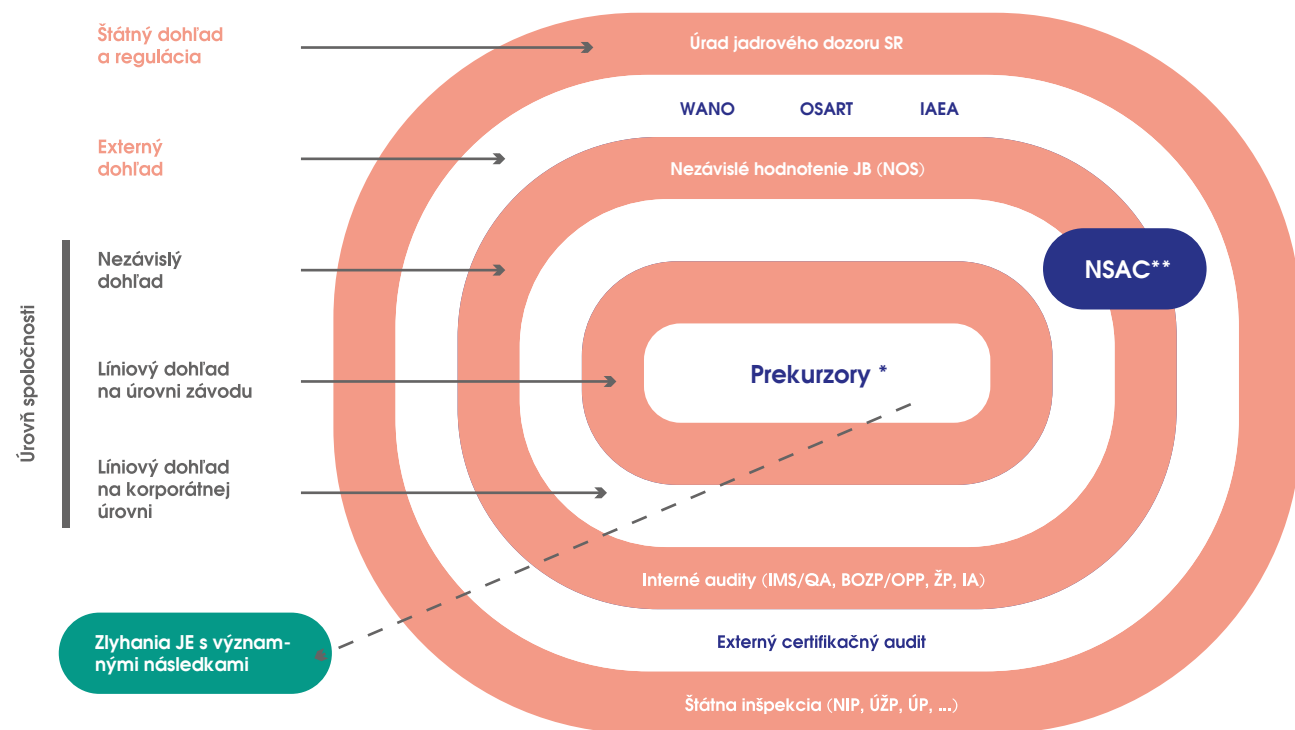 Štátny dohľad
a regulácia
Úrad jadrového dozoru SR
WANO OSART IAEA
Externý
dohľad
Nezávislé hodnotenie JB (NOS)
Úrovň spoločnosti
Nezávislý
dohľad
NSAC**
Líniový dohľad
na úrovni závodu
Prekurzory *
Líniový dohľad
na korporátnej
úrovni
Interné audity (IMS/QA, BOZP/OPP, ŽP, IA)
Zlyhania JE s význam-
nými následkami
Externý certifikačný audit
Štátna inšpekcia (NIP, ÚŽP, ÚP, ...)